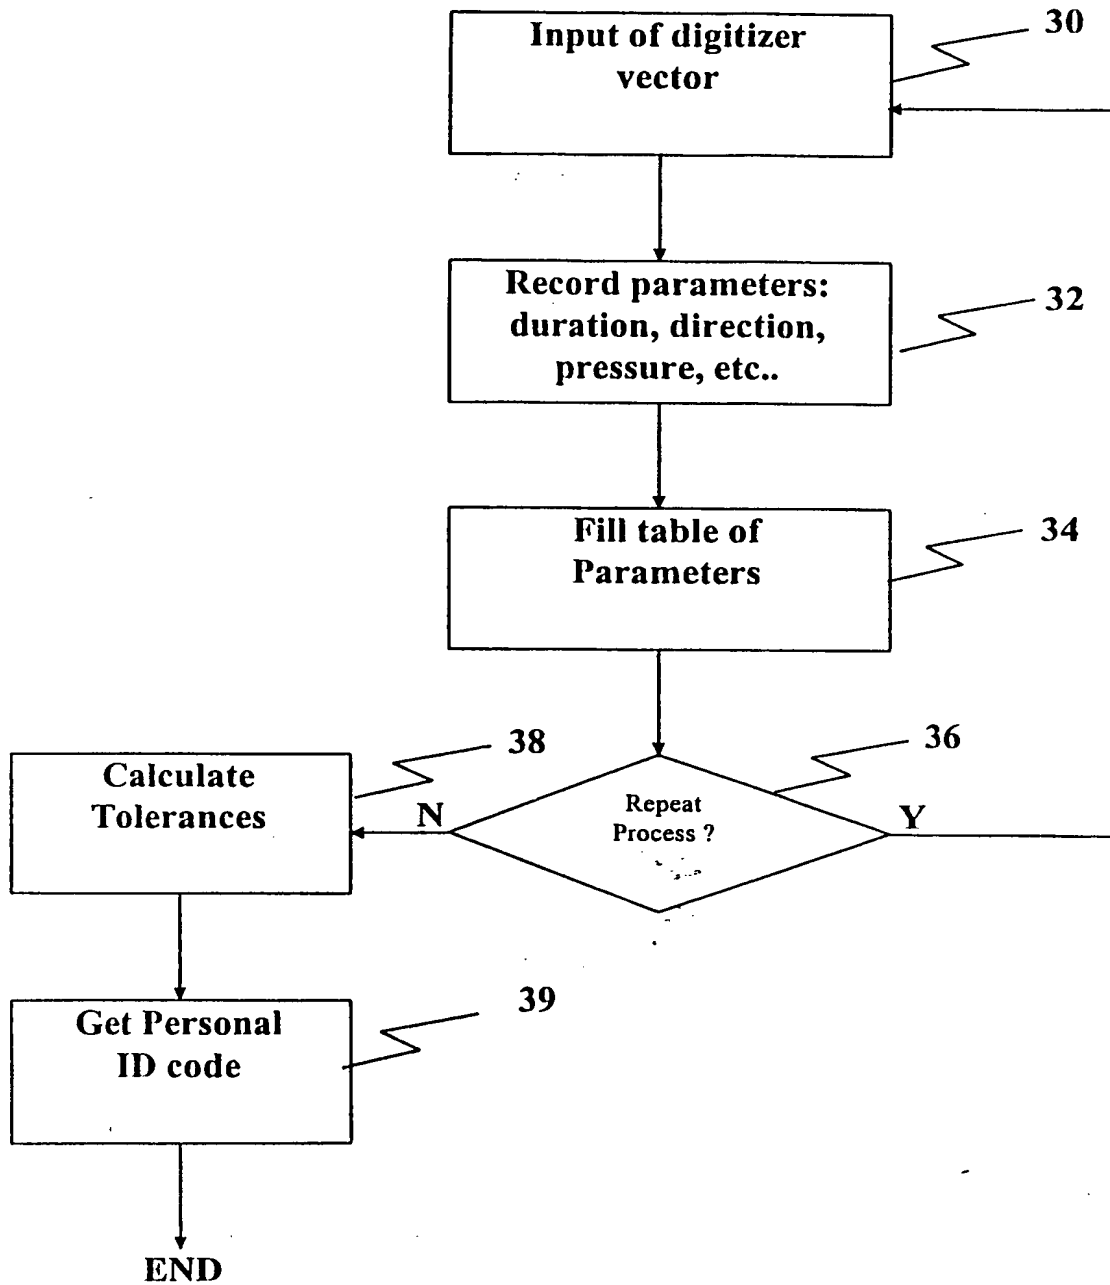 Input of digitizer
vector
30
Record parameters:
duration, direction,
pressure, etc..
32
Fill table of
Parameters
34
Repeat
Process ?
36
N
Y
Calculate
Tolerances
38
Get Personal
ID code
39
END